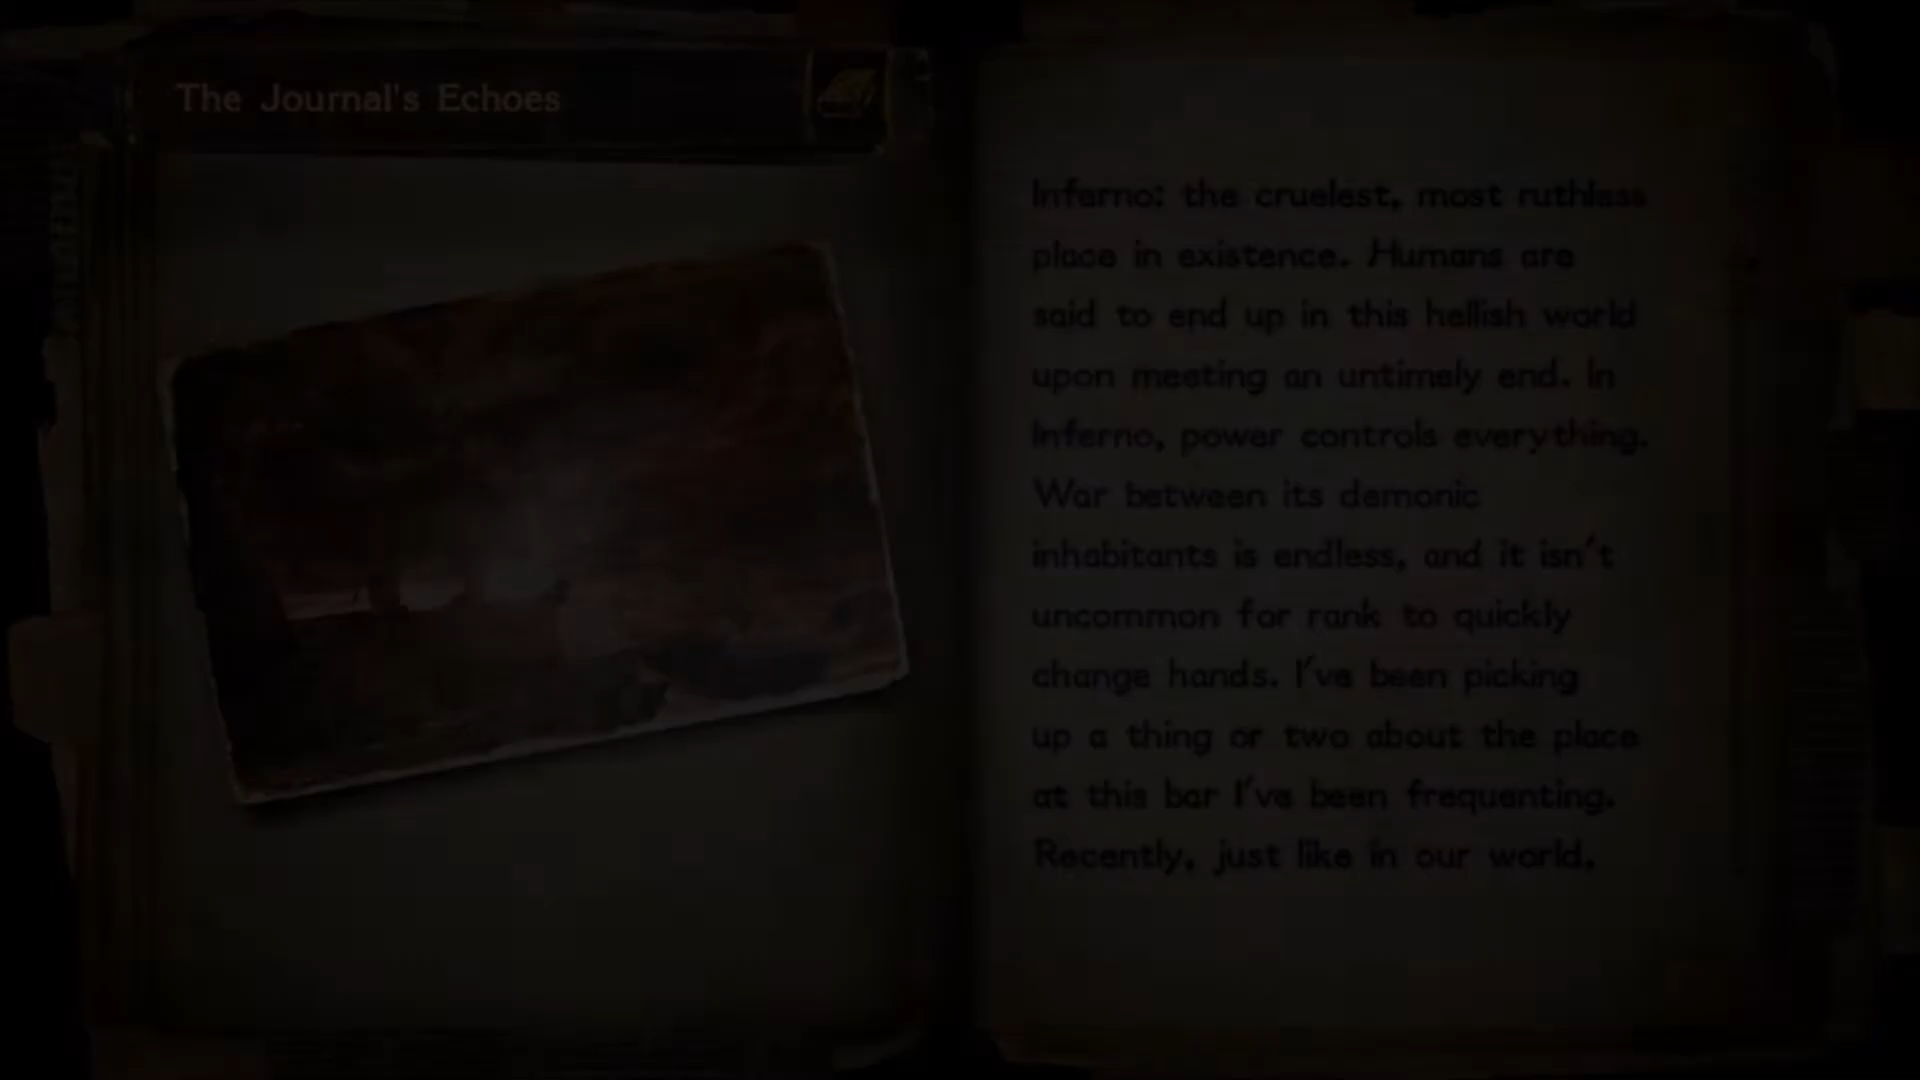 The Journal's Echoes
Inferno: the cruelest, most ruthless
place in existence. Humans are
said to end up in this hellish world
upon meeting an untimely end. In
Inferno, power controls everything.
War between its demonic
inhabitants is endless, and it isn't
uncommon for rank to quickly
change hands. I've been picking
up a thing or two about the place
at this bar I've been frequenting.
Recently, just like in our world,